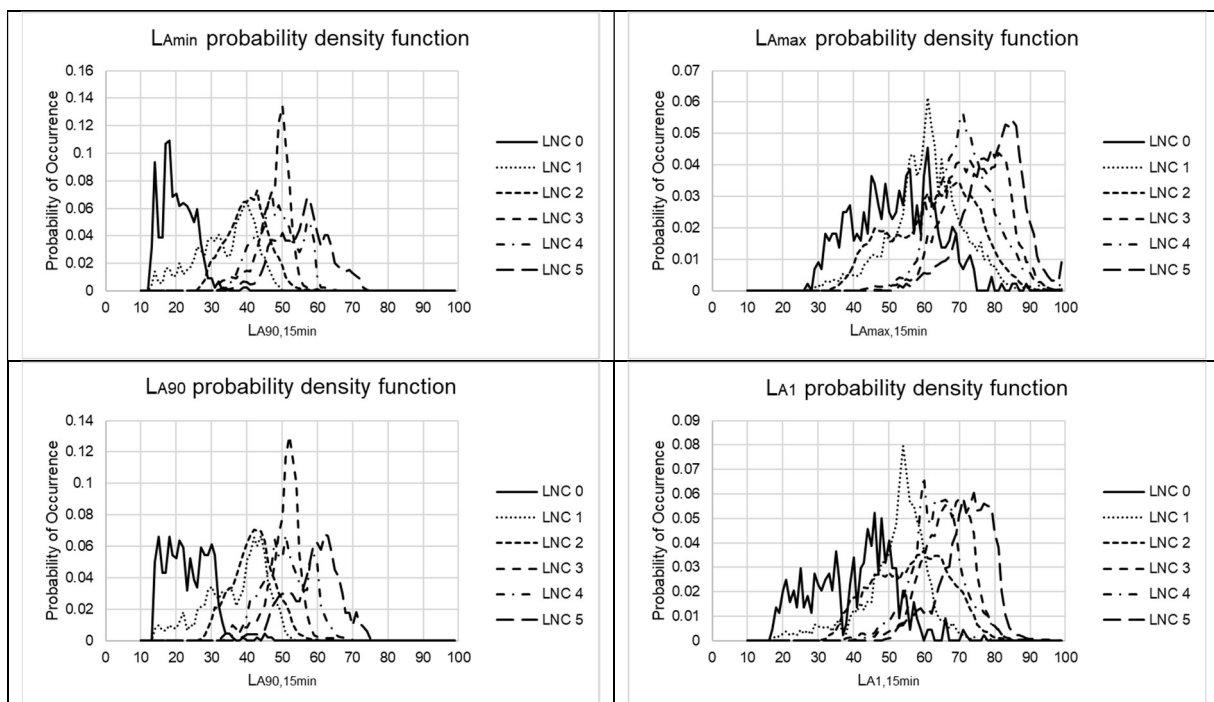 LAmin probability density function
Probability of Occurrence
0.16
0.14
0.12
0.1
0.08
0.06
0.04
0.02
0
0 10 20 30 40 50 60 70 80 90 100
LA90,15min
LNC 0
LNC 1
LNC 2
LNC 3
LNC 4
LNC 5
LAmax probability density function
Probability of Occurrence
0.07
0.06
0.05
0.04
0.03
0.02
0.01
0
0 10 20 30 40 50 60 70 80 90 100
LAmax,15min
LNC 0
LNC 1
LNC 2
LNC 3
LNC 4
LNC 5
LA90 probability density function
Probability of Occurrence
0.14
0.12
0.1
0.08
0.06
0.04
0.02
0
0 10 20 30 40 50 60 70 80 90 100
LA90,15min
LNC 0
LNC 1
LNC 2
LNC 3
LNC 4
LNC 5
LA1 probability density function
Probability of Occurrence
0.09
0.08
0.07
0.06
0.05
0.04
0.03
0.02
0.01
0
0 10 20 30 40 50 60 70 80 90 100
LA1,15min
LNC 0
LNC 1
LNC 2
LNC 3
LNC 4
LNC 5